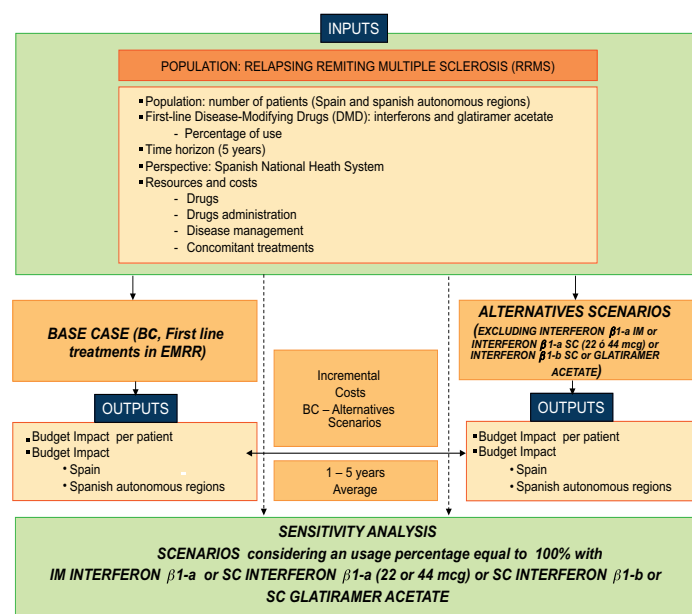 INPUTS
POPULATION: RELAPSING REMITING MULTIPLE SCLEROSIS (RRMS)
▪Population: number of patients (Spain and spanish autonomous regions)
▪First-line Disease-Modifying Drugs (DMD): interferons and glatiramer acetate
- Percentage of use
▪Time horizon (5 years)
▪Perspective: Spanish National Heath System
▪Resources and costs
- Drugs
- Drugs administration
- Disease management
- Concomitant treatments
BASE CASE (BC, First line
treatments in EMRR)
ALTERNATIVES SCENARIOS
(EXCLUDING INTERFERON β1-a IM or
INTERFERON β1-a SC (22 ó 44 mcg) or
INTERFERON β1-b SC or GLATIRAMER
ACETATE)
Incremental
Costs
BC – Alternatives
Scenarios
OUTPUTS
▪Budget Impact per patient
▪Budget Impact
• Spain
• Spanish autonomous regions
OUTPUTS
▪Budget Impact per patient
▪Budget Impact
• Spain
• Spanish autonomous regions
1 – 5 years
Average
SENSITIVITY ANALYSIS
SCENARIOS considering an usage percentage equal to 100% with
IM INTERFERON β1-a or SC INTERFERON β1-a (22 or 44 mcg) or SC INTERFERON β1-b or
SC GLATIRAMER ACETATE